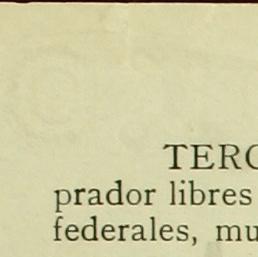 TERC
prador libres
federales, mu